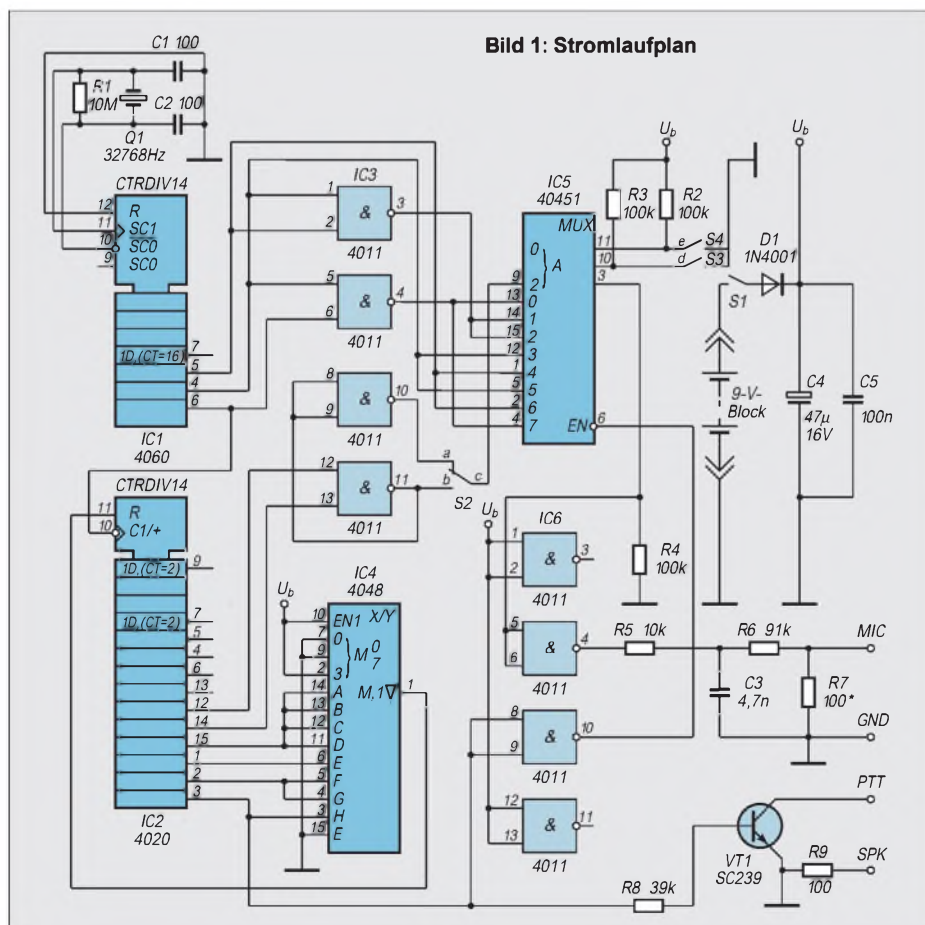 Bild 1: Stromlaufplan
C1 100
R1
10M
C2 100
Q1
32768Hz
CTRDIV14
12
11
10
9
R
SC1
SC0
SC0
1D,(CT=16)
7
5
4
6
IC1
4060
CTRDIV14
11
10
R
C1/+
1D,(CT=2)
9
1D,(CT=2)
7
5
4
6
13
12
14
15
1
2
3
IC2
4020
IC3
1
2
&
3
4011
5
6
&
4
4011
8
9
&
10
4011
12
13
&
11
4011
a
b
c
S2
Ub
IC4
4048
10
7
9
2
14
13
12
11
6
5
4
3
15
EN1
X/Y
0
3
M 0
7
A
B
C
D
E
F
G
H
E
M,1
1
IC5
40451
MUX
0
2
A
9
13
14
15
12
1
5
2
4
0
1
2
3
4
5
6
7
EN
11
10
3
6
Ub
R3
100k
R2
100k
e
d
S4
S3
S1
D1
1N4001
Ub
9-V-
Block
C4
47µ
16V
C5
100n
Ub
IC6
1
2
&
3
4011
5
6
&
4
4011
8
9
&
10
4011
12
13
&
11
4011
R4
100k
R5 10k
R6 91k
MIC
C3
4,7n
R7
100*
GND
PTT
VT1
SC239
R9
100
SPK
R8 39k